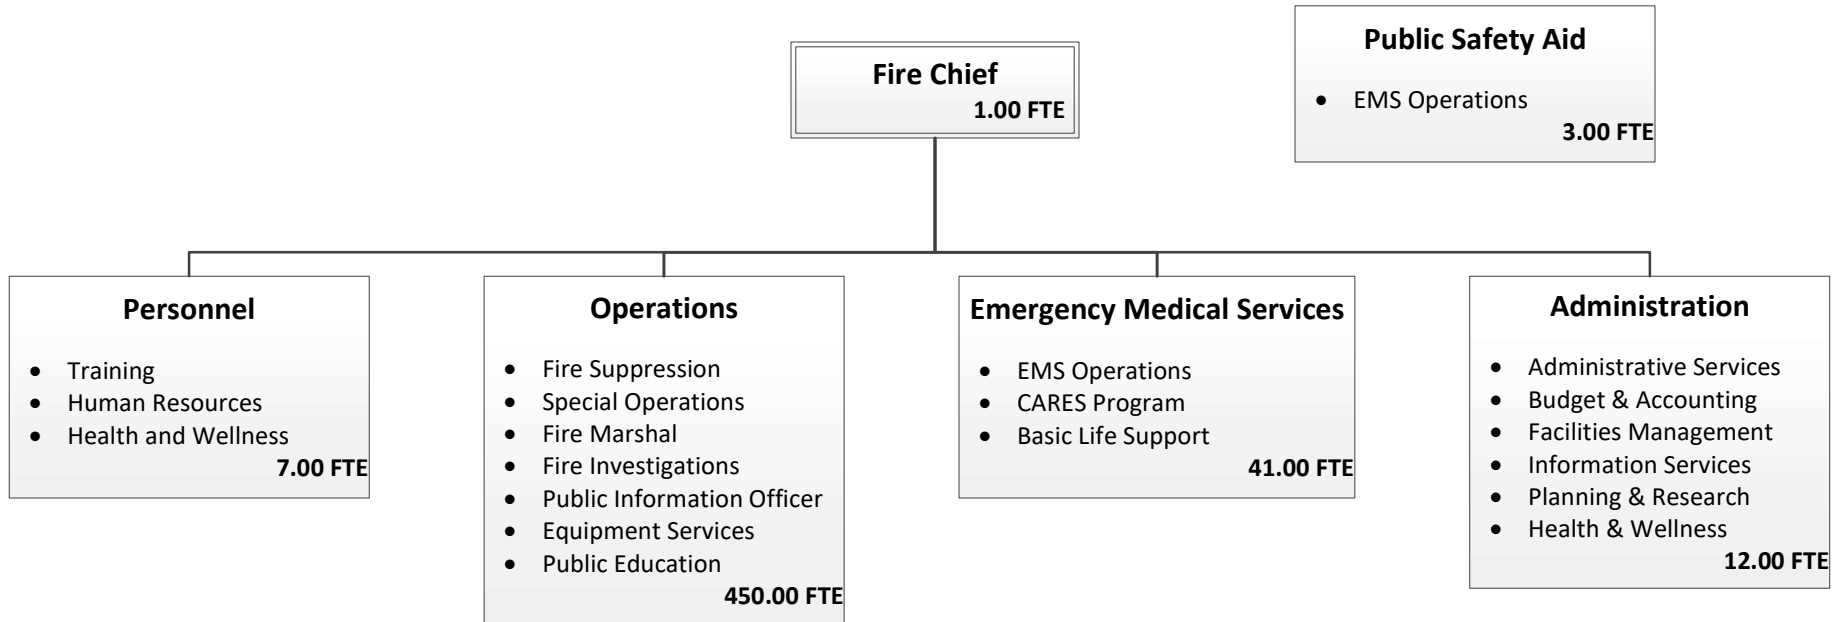 Fire Chief
1.00 FTE
Public Safety Aid
• EMS Operations
3.00 FTE
Personnel
• Training
• Human Resources
• Health and Wellness
7.00 FTE
Operations
• Fire Suppression
• Special Operations
• Fire Marshal
• Fire Investigations
• Public Information Officer
• Equipment Services
• Public Education
450.00 FTE
Emergency Medical Services
• EMS Operations
• CARES Program
• Basic Life Support
41.00 FTE
Administration
• Administrative Services
• Budget & Accounting
• Facilities Management
• Information Services
• Planning & Research
• Health & Wellness
12.00 FTE